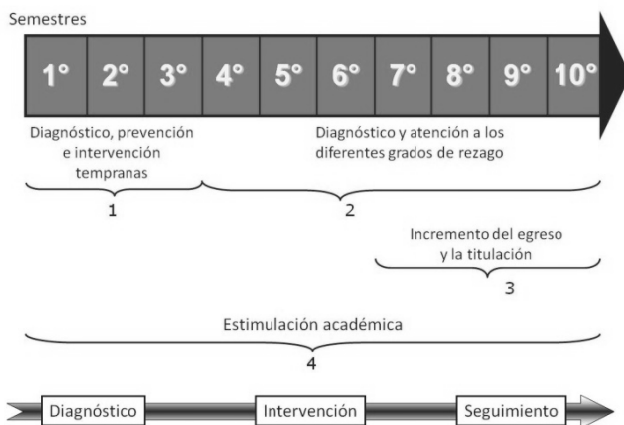 Semestres
1° 2° 3° 4° 5° 6° 7° 8° 9° 10°
Diagnóstico, prevención
e intervención
tempranas
1
Diagnóstico y atención a los
diferentes grados de rezago
2
Incremento del egreso
y la titulación
3
Estimulación académica
4
Diagnóstico Intervención Seguimiento